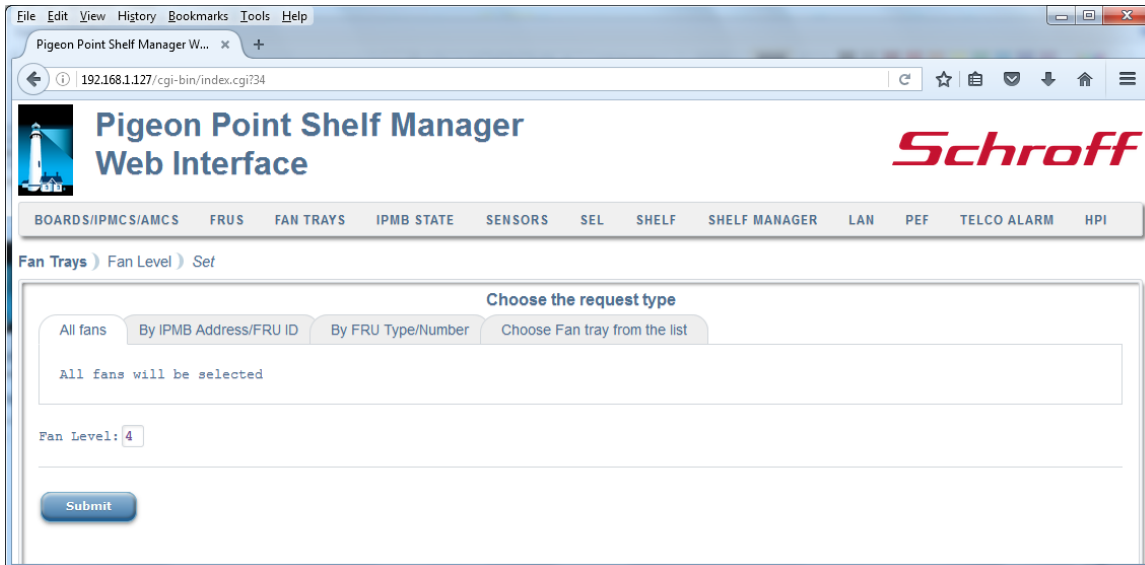 File Edit View History Bookmarks Tools Help
Pigeon Point Shelf Manager W... × +
192.168.1.127/cgi-bin/index.cgi?34
Pigeon Point Shelf Manager
Web Interface
Schroff
BOARDS/IPMCS/AMCS FRUS FAN TRAYS IPMB STATE SENSORS SEL SHELF SHELF MANAGER LAN PEF TELCO ALARM HPI
Fan Trays ) Fan Level ) Set
Choose the request type
All fans By IPMB Address/FRU ID By FRU Type/Number Choose Fan tray from the list
All fans will be selected
Fan Level: 4
Submit